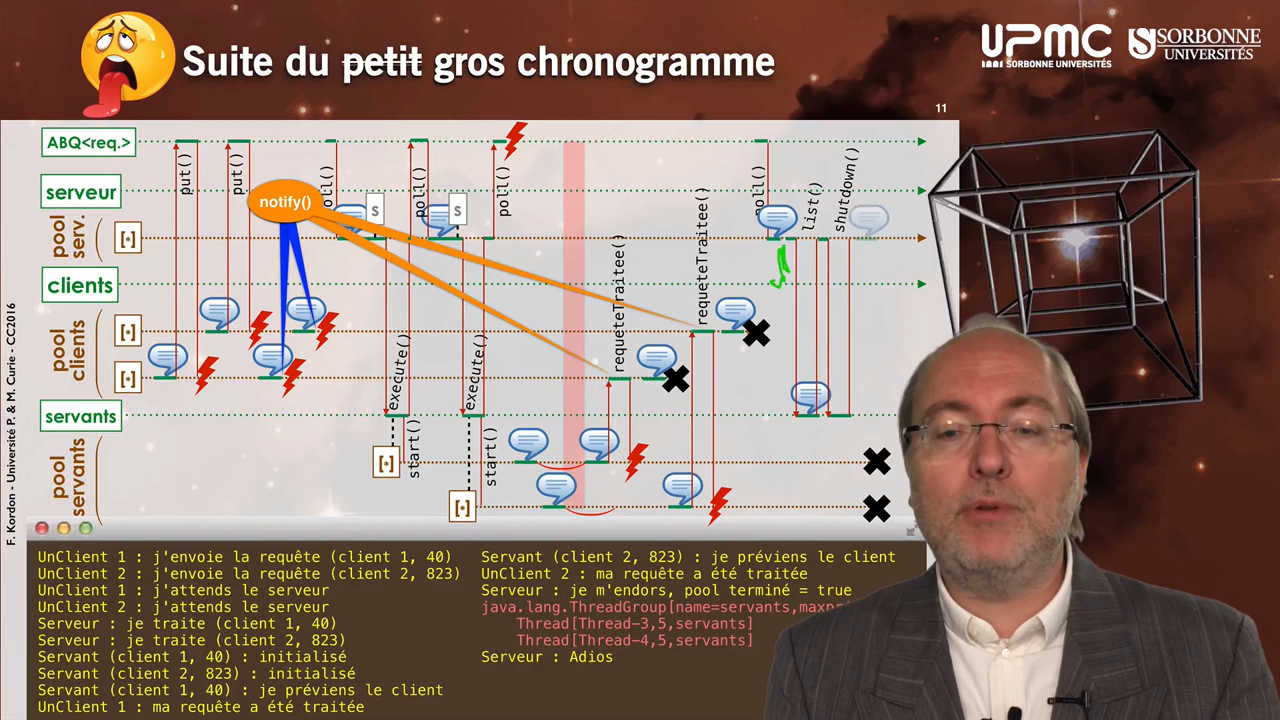 Suite du petit gros chronogramme
UPMC
SORBONNE UNIVERSITÉS
SORBONNE
UNIVERSITÉS
11
ABQ<req.>
put()
put()
poll()
poll()
poll()
serveur
notify()
S
S
requeteTraitee()
list()
shutdown()
pool
serv.
[•]
clients
requeteTraitee()
pool
clients
[•]
[•]
execute()
execute()
servants
start()
start()
pool
servants
[•]
[•]
F. Kordon - Université P. & M. Curie - CC2016
UnClient 1 : j'envoie la requête (client 1, 40)
UnClient 2 : j'envoie la requête (client 2, 823)
UnClient 1 : j'attends le serveur
UnClient 2 : j'attends le serveur
Serveur : je traite (client 1, 40)
Serveur : je traite (client 2, 823)
Servant (client 1, 40) : initialisé
Servant (client 2, 823) : initialisé
Servant (client 1, 40) : je préviens le client
UnClient 1 : ma requête a été traitée
Servant (client 2, 823) : je préviens le client
UnClient 2 : ma requête a été traitée
Serveur : je m'endors, pool terminé = true
java.lang.ThreadGroup[name=servants,
Thread[Thread-3,5,servants]
Thread[Thread-4,5,servants]
Serveur : Adios